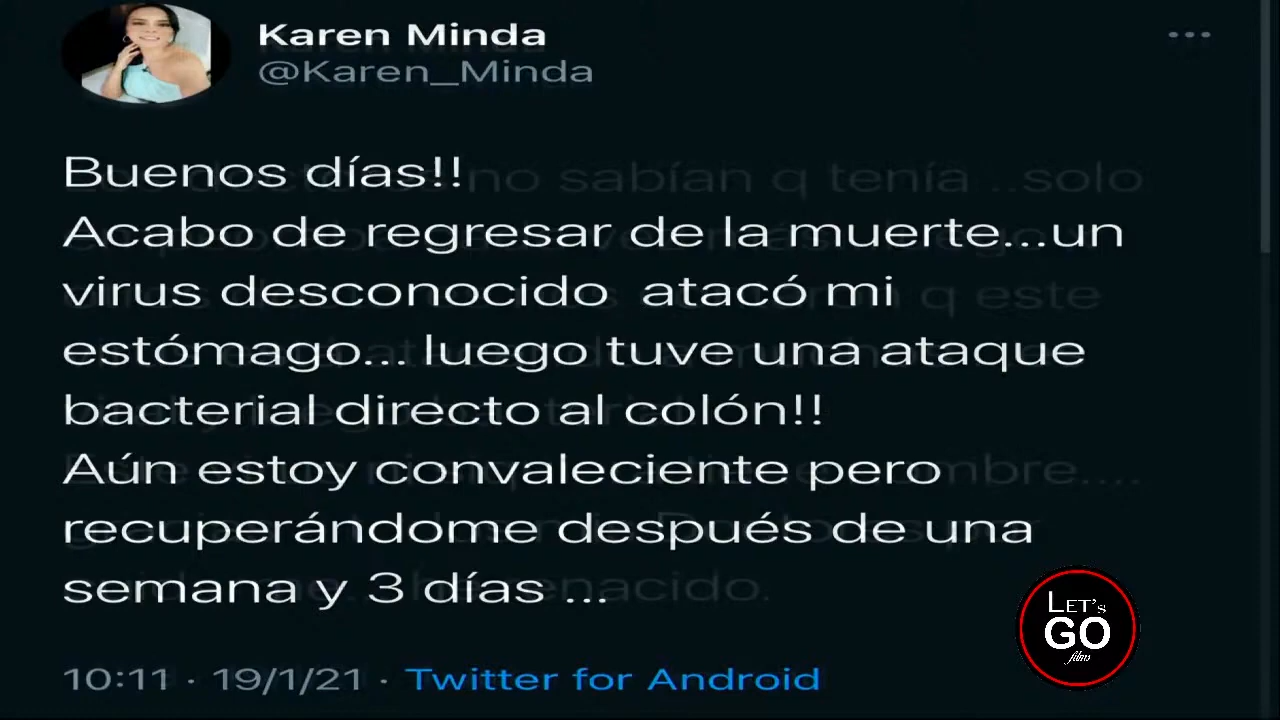 Karen Minda
@Karen_Minda
Buenos días!!
Acabo de regresar de la muerte...un
virus desconocido atacó mi
estómago... luego tuve una ataque
bacterial directo al colón!!
Aún estoy convaleciente pero
recuperándome después de una
semana y 3 días ...
10:11 · 19/1/21 · Twitter for Android
LET's
GO
films